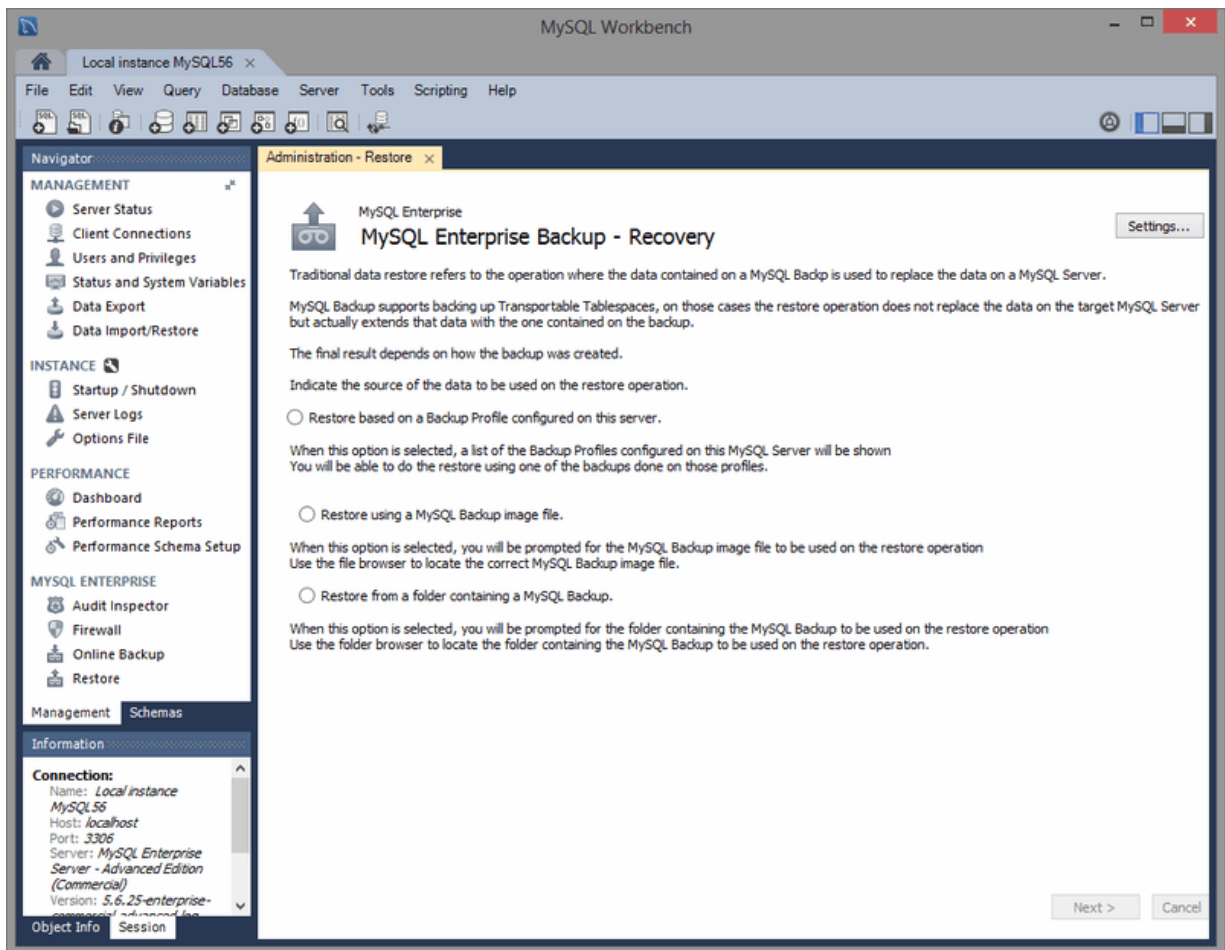 MySQL Workbench
Local instance MySQL56
File Edit View Query Database Server Tools Scripting Help
Navigator
MANAGEMENT
Server Status
Client Connections
Users and Privileges
Status and System Variables
Data Export
Data Import/Restore
INSTANCE
Startup / Shutdown
Server Logs
Options File
PERFORMANCE
Dashboard
Performance Reports
Performance Schema Setup
MYSQL ENTERPRISE
Audit Inspector
Firewall
Online Backup
Restore
Management Schemas
Information
Connection:
Name: Local instance
MySQL56
Host: localhost
Port: 3306
Server: MySQL Enterprise
Server - Advanced Edition
(Commercial)
Version: 5.6.25-enterprise-
commercial-advanced-log
Object Info Session
Administration - Restore
MySQL Enterprise
MySQL Enterprise Backup - Recovery
Settings...
Traditional data restore refers to the operation where the data contained on a MySQL Backp is used to replace the data on a MySQL Server.
MySQL Backup supports backing up Transportable Tablespaces, on those cases the restore operation does not replace the data on the target MySQL Server
but actually extends that data with the one contained on the backup.
The final result depends on how the backup was created.
Indicate the source of the data to be used on the restore operation.
Restore based on a Backup Profile configured on this server.
When this option is selected, a list of the Backup Profiles configured on this MySQL Server will be shown
You will be able to do the restore using one of the backups done on those profiles.
Restore using a MySQL Backup image file.
When this option is selected, you will be prompted for the MySQL Backup image file to be used on the restore operation
Use the file browser to locate the correct MySQL Backup image file.
Restore from a folder containing a MySQL Backup.
When this option is selected, you will be prompted for the folder containing the MySQL Backup to be used on the restore operation
Use the folder browser to locate the folder containing the MySQL Backup to be used on the restore operation.
Next > Cancel